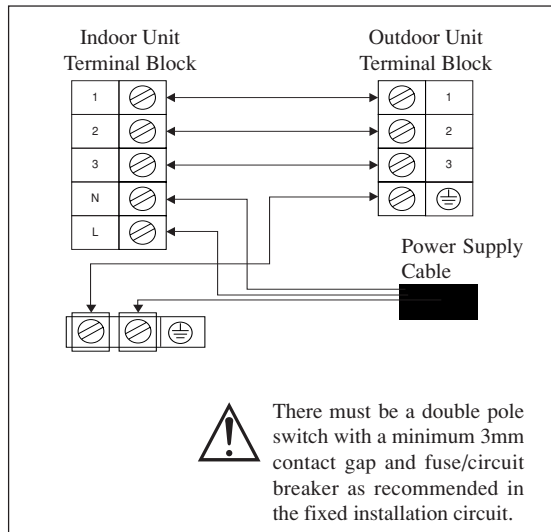 Indoor Unit
Terminal Block
Outdoor Unit
Terminal Block
1
2
3
N
L
1
2
3
Power Supply
Cable
There must be a double pole
switch with a minimum 3mm
contact gap and fuse/circuit
breaker as recommended in
the fixed installation circuit.